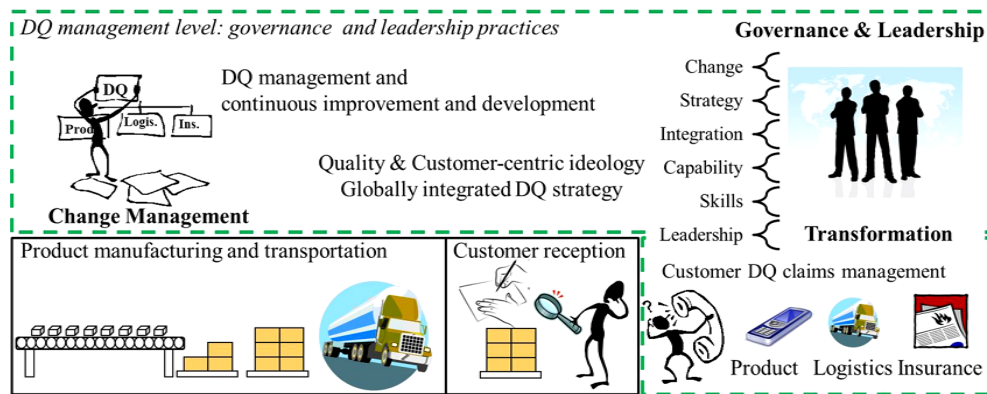 DQ management level: governance and leadership practices
Governance & Leadership
DQ
Prod.
Logis.
Ins.
DQ management and
continuous improvement and development
Change
Strategy
Integration
Capability
Skills
Leadership
Quality & Customer-centric ideology
Globally integrated DQ strategy
Change Management
Transformation
Product manufacturing and transportation
Customer reception
Customer DQ claims management
?
?
Product
Logistics
Insurance